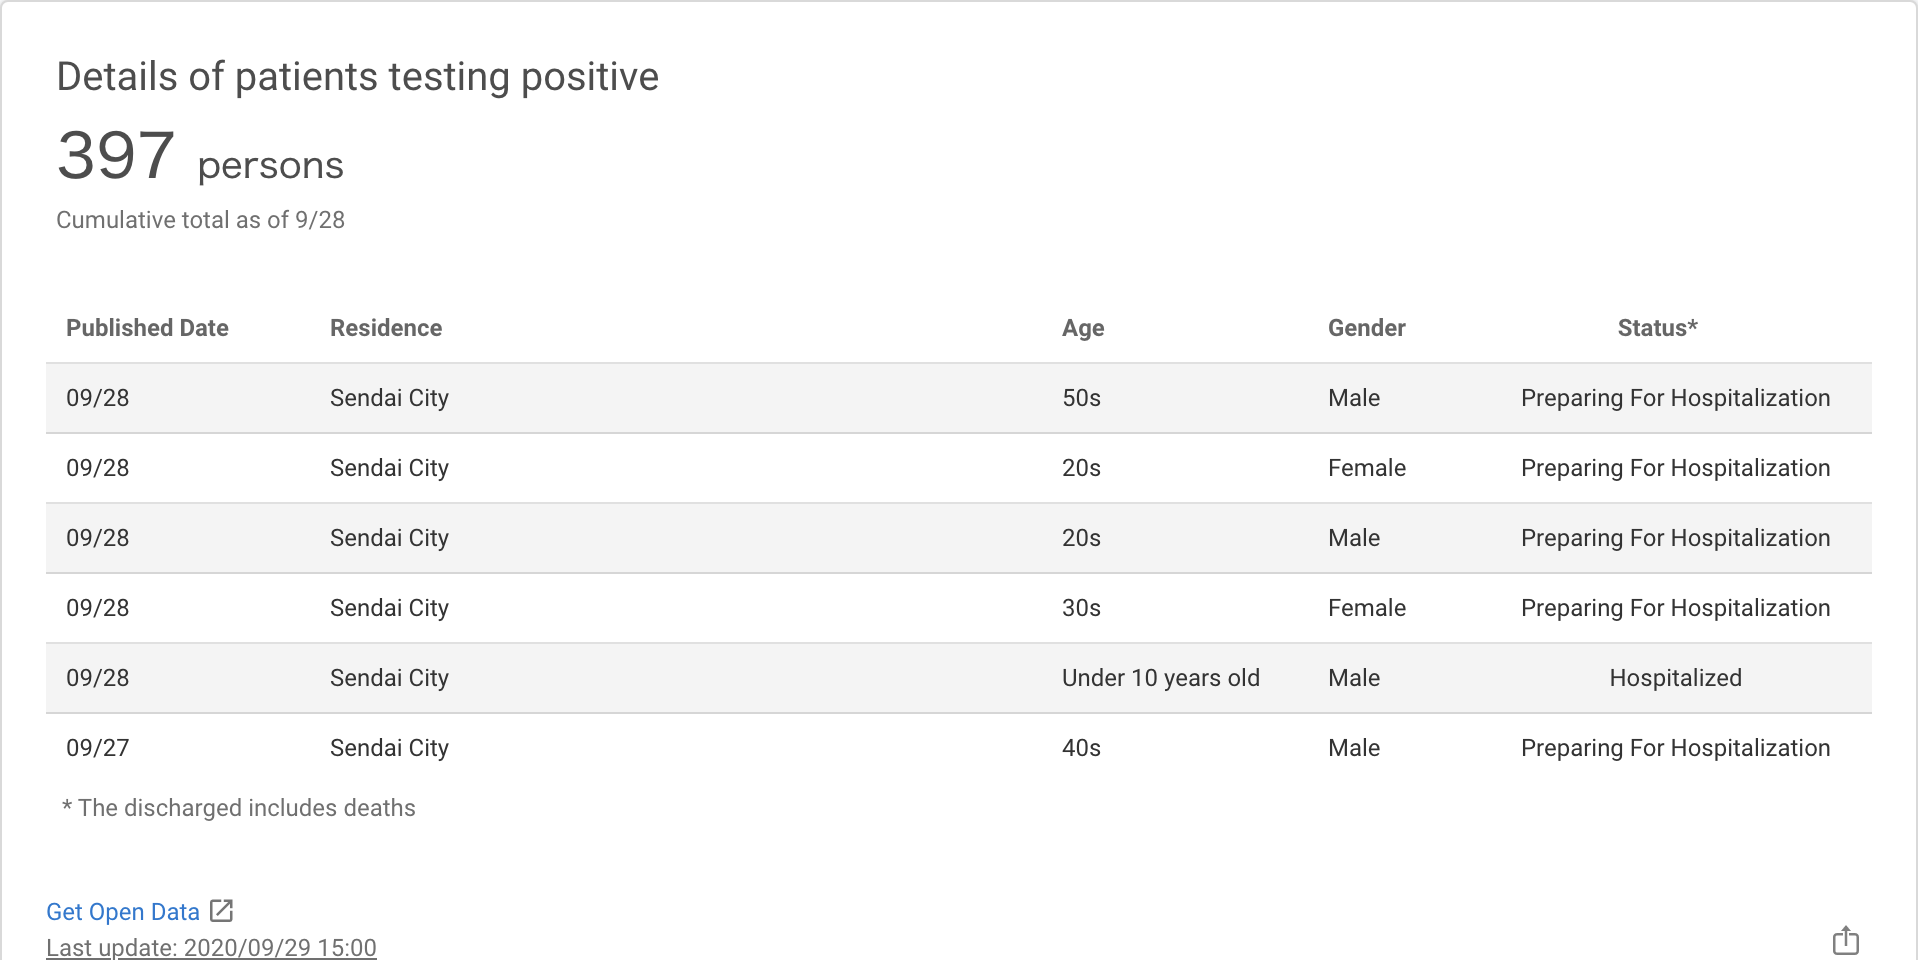 Details of patients testing positive
397 persons
Cumulative total as of 9/28
Published Date Residence Age Gender Status*
09/28 Sendai City 50s Male Preparing For Hospitalization
09/28 Sendai City 20s Female Preparing For Hospitalization
09/28 Sendai City 20s Male Preparing For Hospitalization
09/28 Sendai City 30s Female Preparing For Hospitalization
09/28 Sendai City Under 10 years old Male Hospitalized
09/27 Sendai City 40s Male Preparing For Hospitalization
* The discharged includes deaths
Get Open Data
Last update: 2020/09/29 15:00